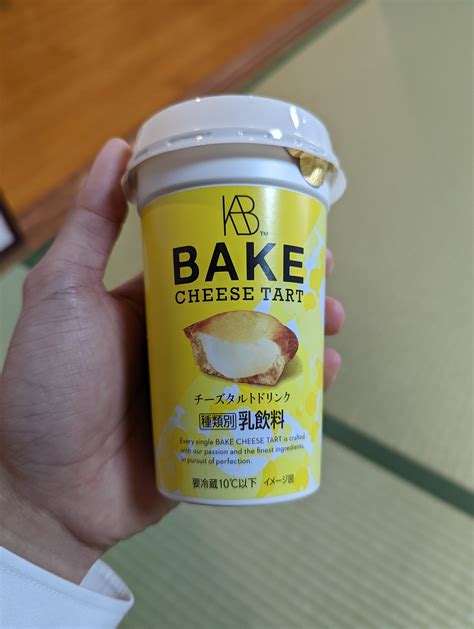 KAB
TM
BAKE
CHEESE TART
チーズタルトドリンク
種類別 乳飲料
Every single BAKE CHEESE TART is crafted
with our passion and the finest ingredients,
in pursuit of perfection.
要冷蔵10℃以下 イメージ図